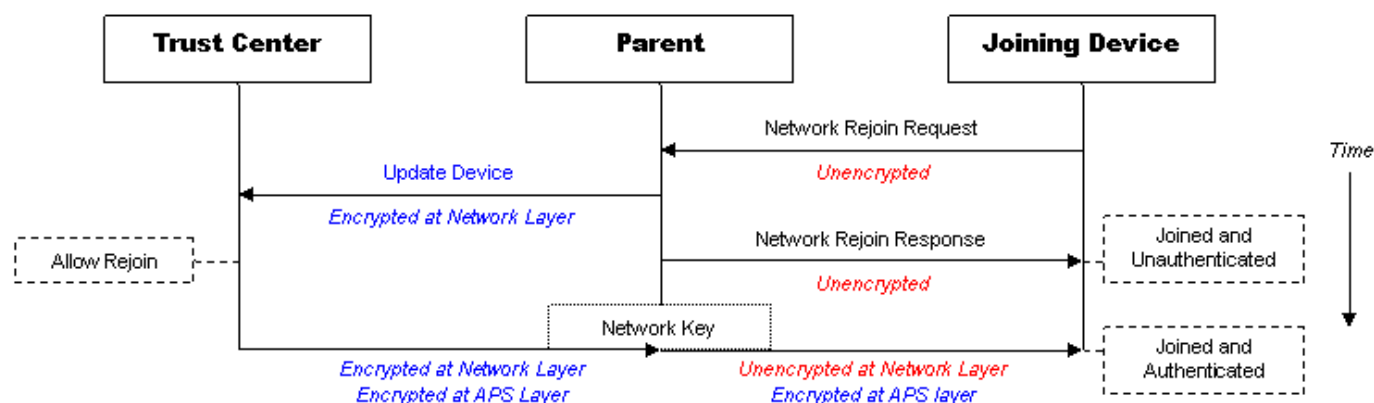 Trust Center
Parent
Joining Device
Network Rejoin Request
Time
Unencrypted
Update Device
Encrypted at Network Layer
Network Rejoin Response
Joined and
Unauthenticated
Allow Rejoin
Unencrypted
Network Key
Joined and
Authenticated
Encrypted at Network Layer
Unencrypted at Network Layer
Encrypted at APS Layer
Encrypted at APS layer